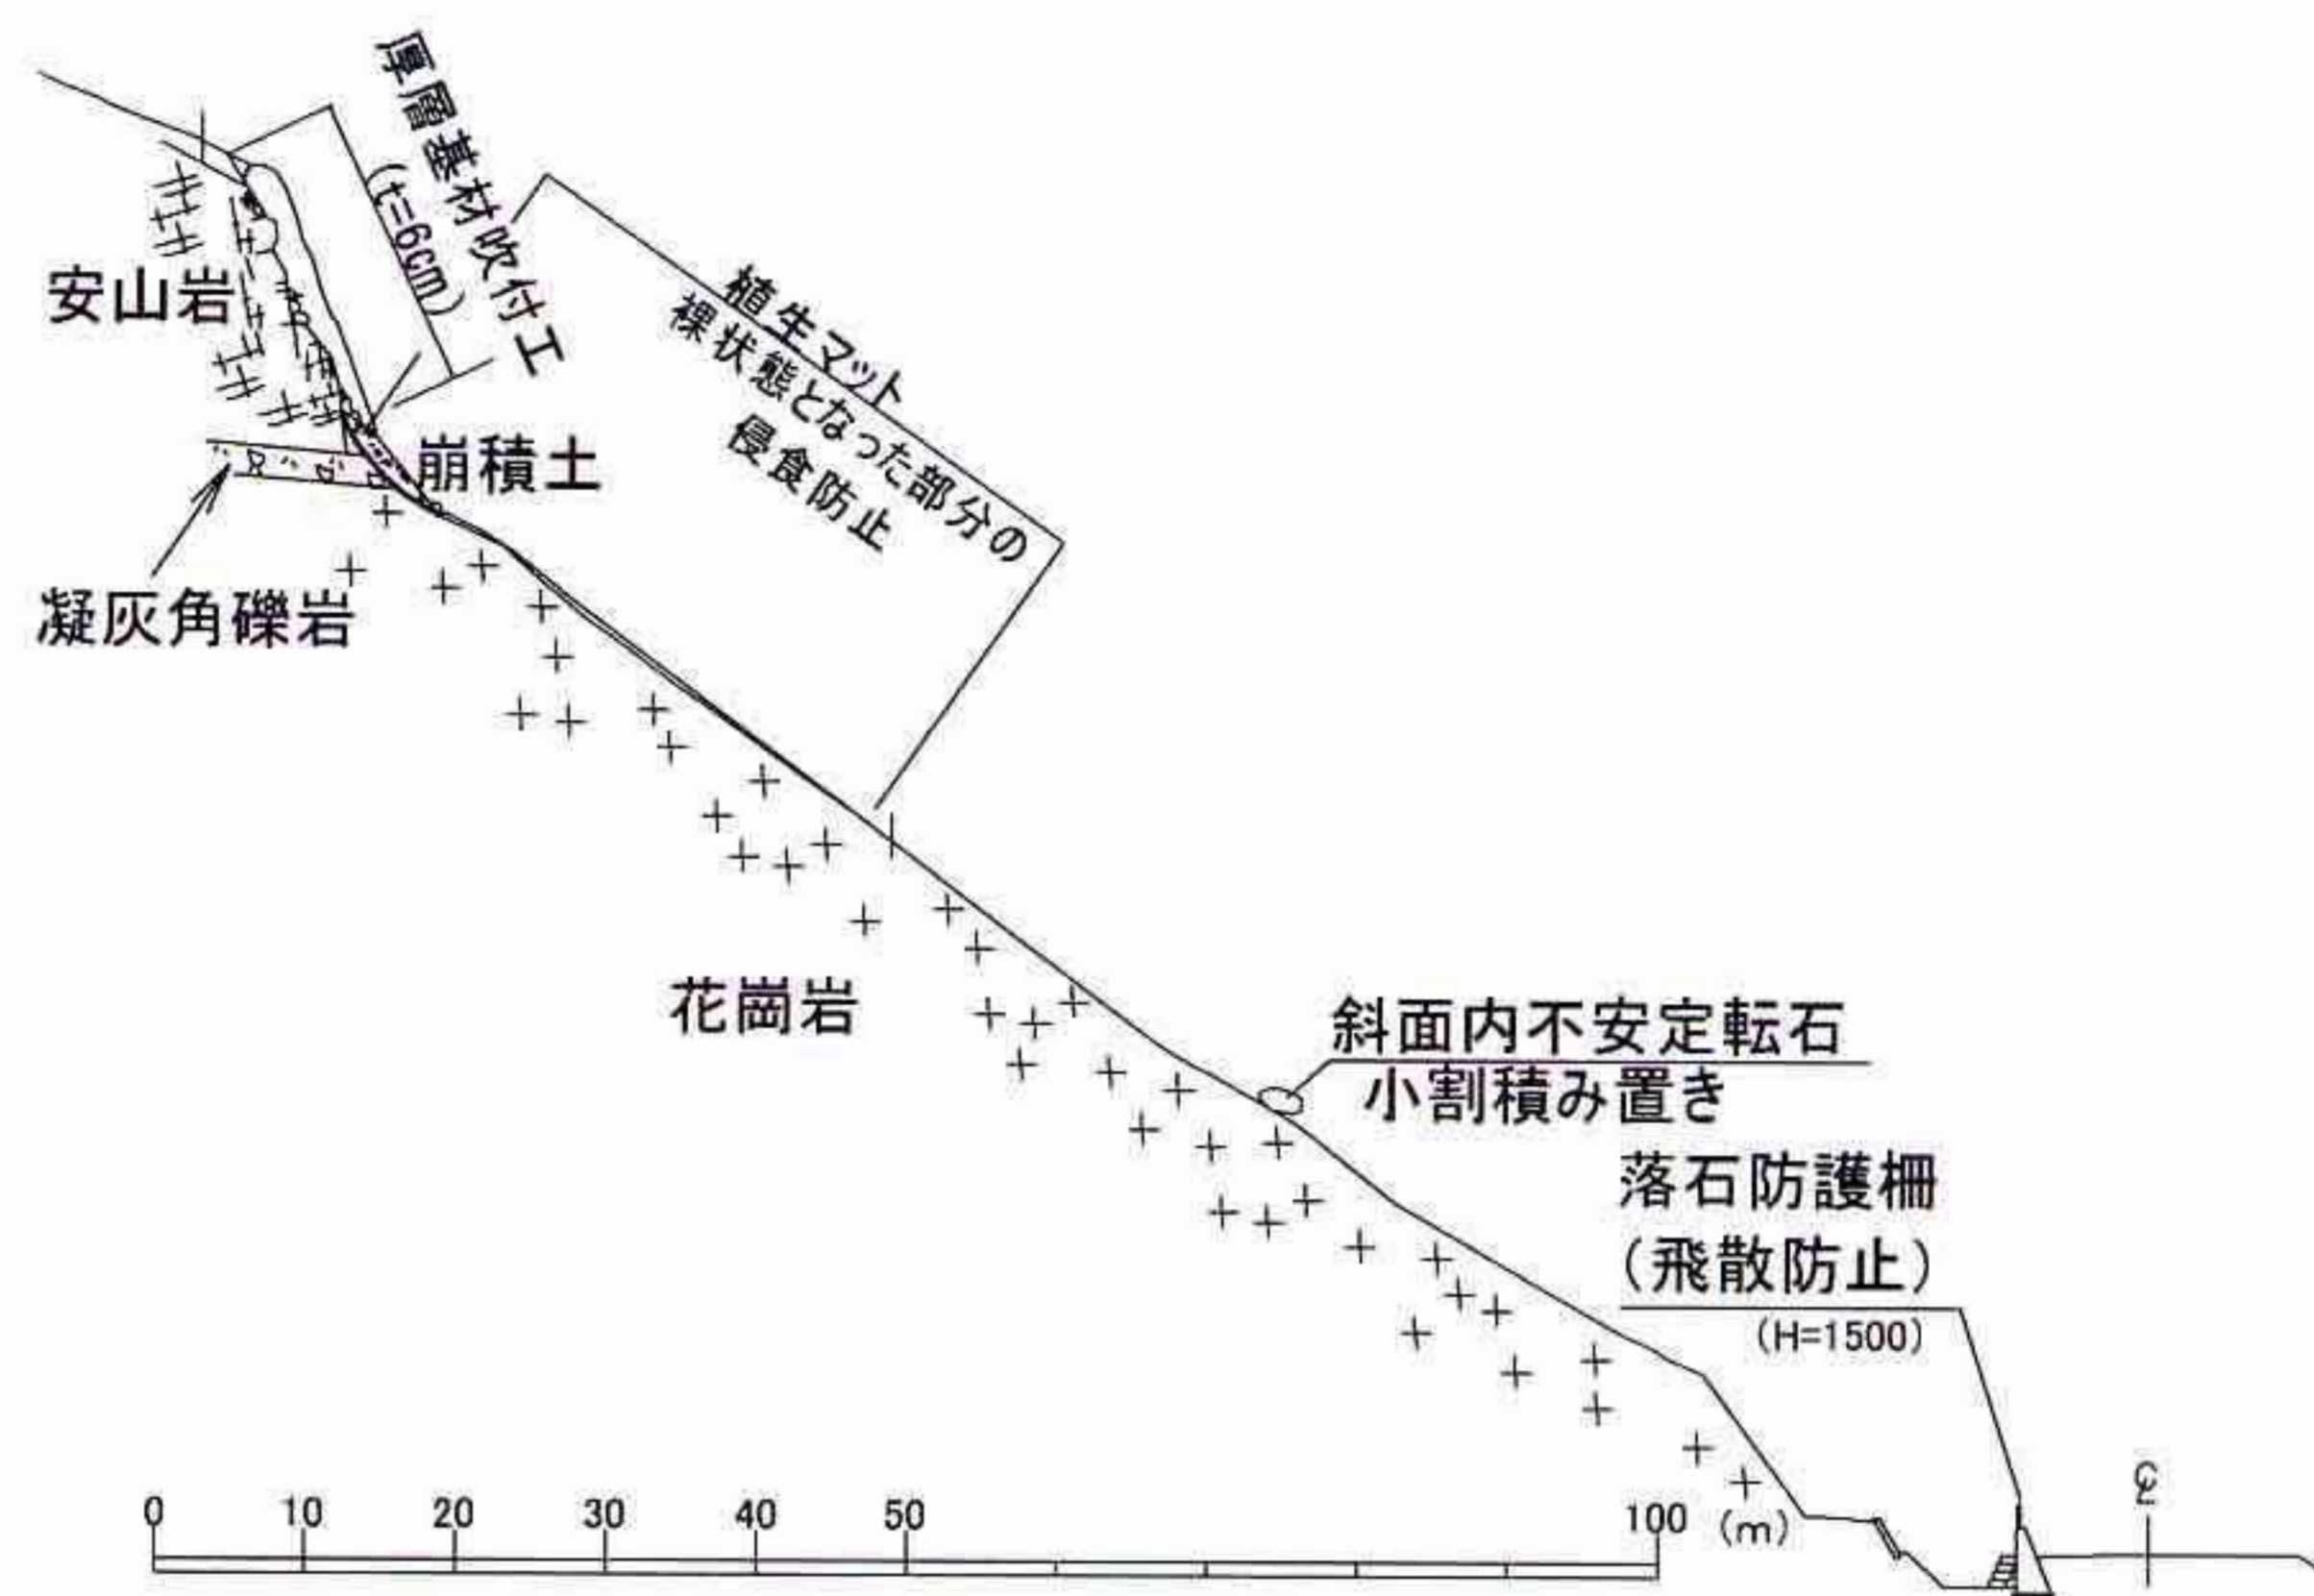 厚層基材吹付工
(t=6cm)
植生マット
裸状態となった部分の
侵食防止
安山岩
崩積土
凝灰角礫岩
花崗岩
斜面内不安定転石
小割積み置き
落石防護柵
(飛散防止)
(H=1500)
0 10 20 30 40 50 100 (m)
℄